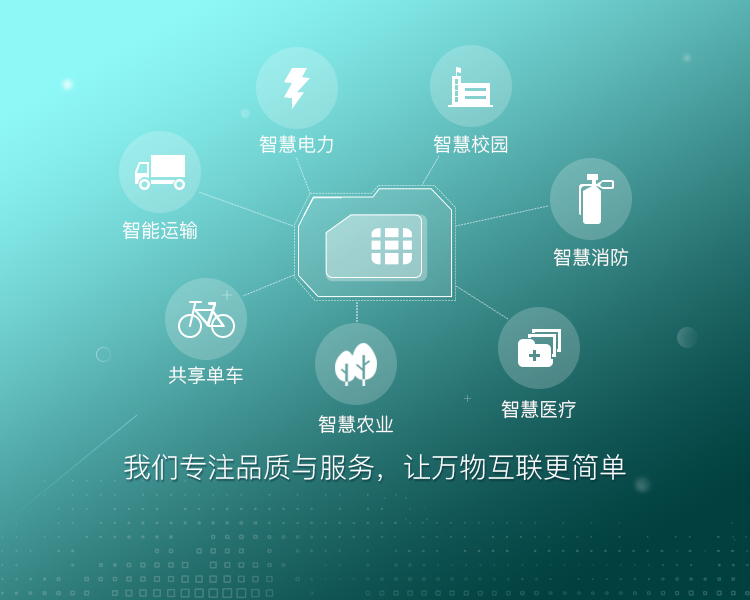 智慧电力
智慧校园
智能运输
智慧消防
共享单车
智慧农业
智慧医疗
我们专注品质与服务，让万物互联更简单